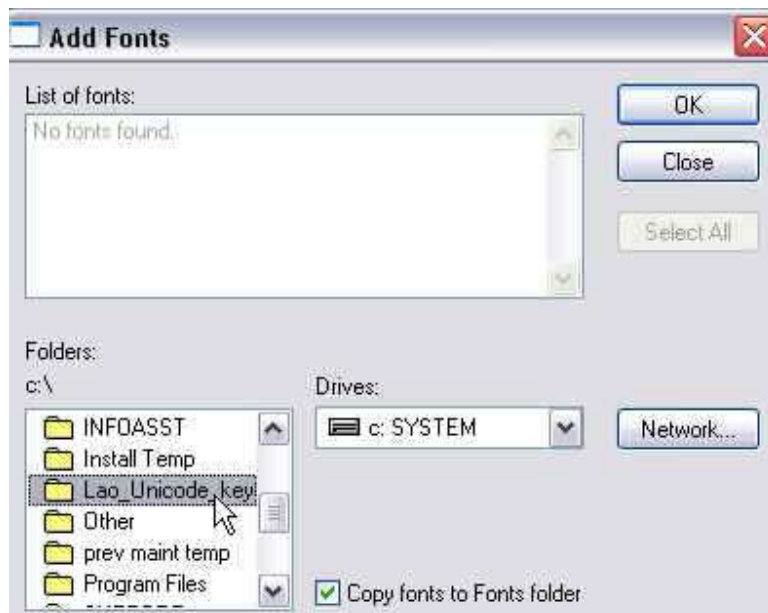 Add Fonts
List of fonts:
No fonts found.
OK
Close
Select All
Folders:
c:\
Drives:
INFOASST
c: SYSTEM
Network...
Install Temp
Lao_Unicode_key
Other
prev maint temp
Program Files
Copy fonts to Fonts folder